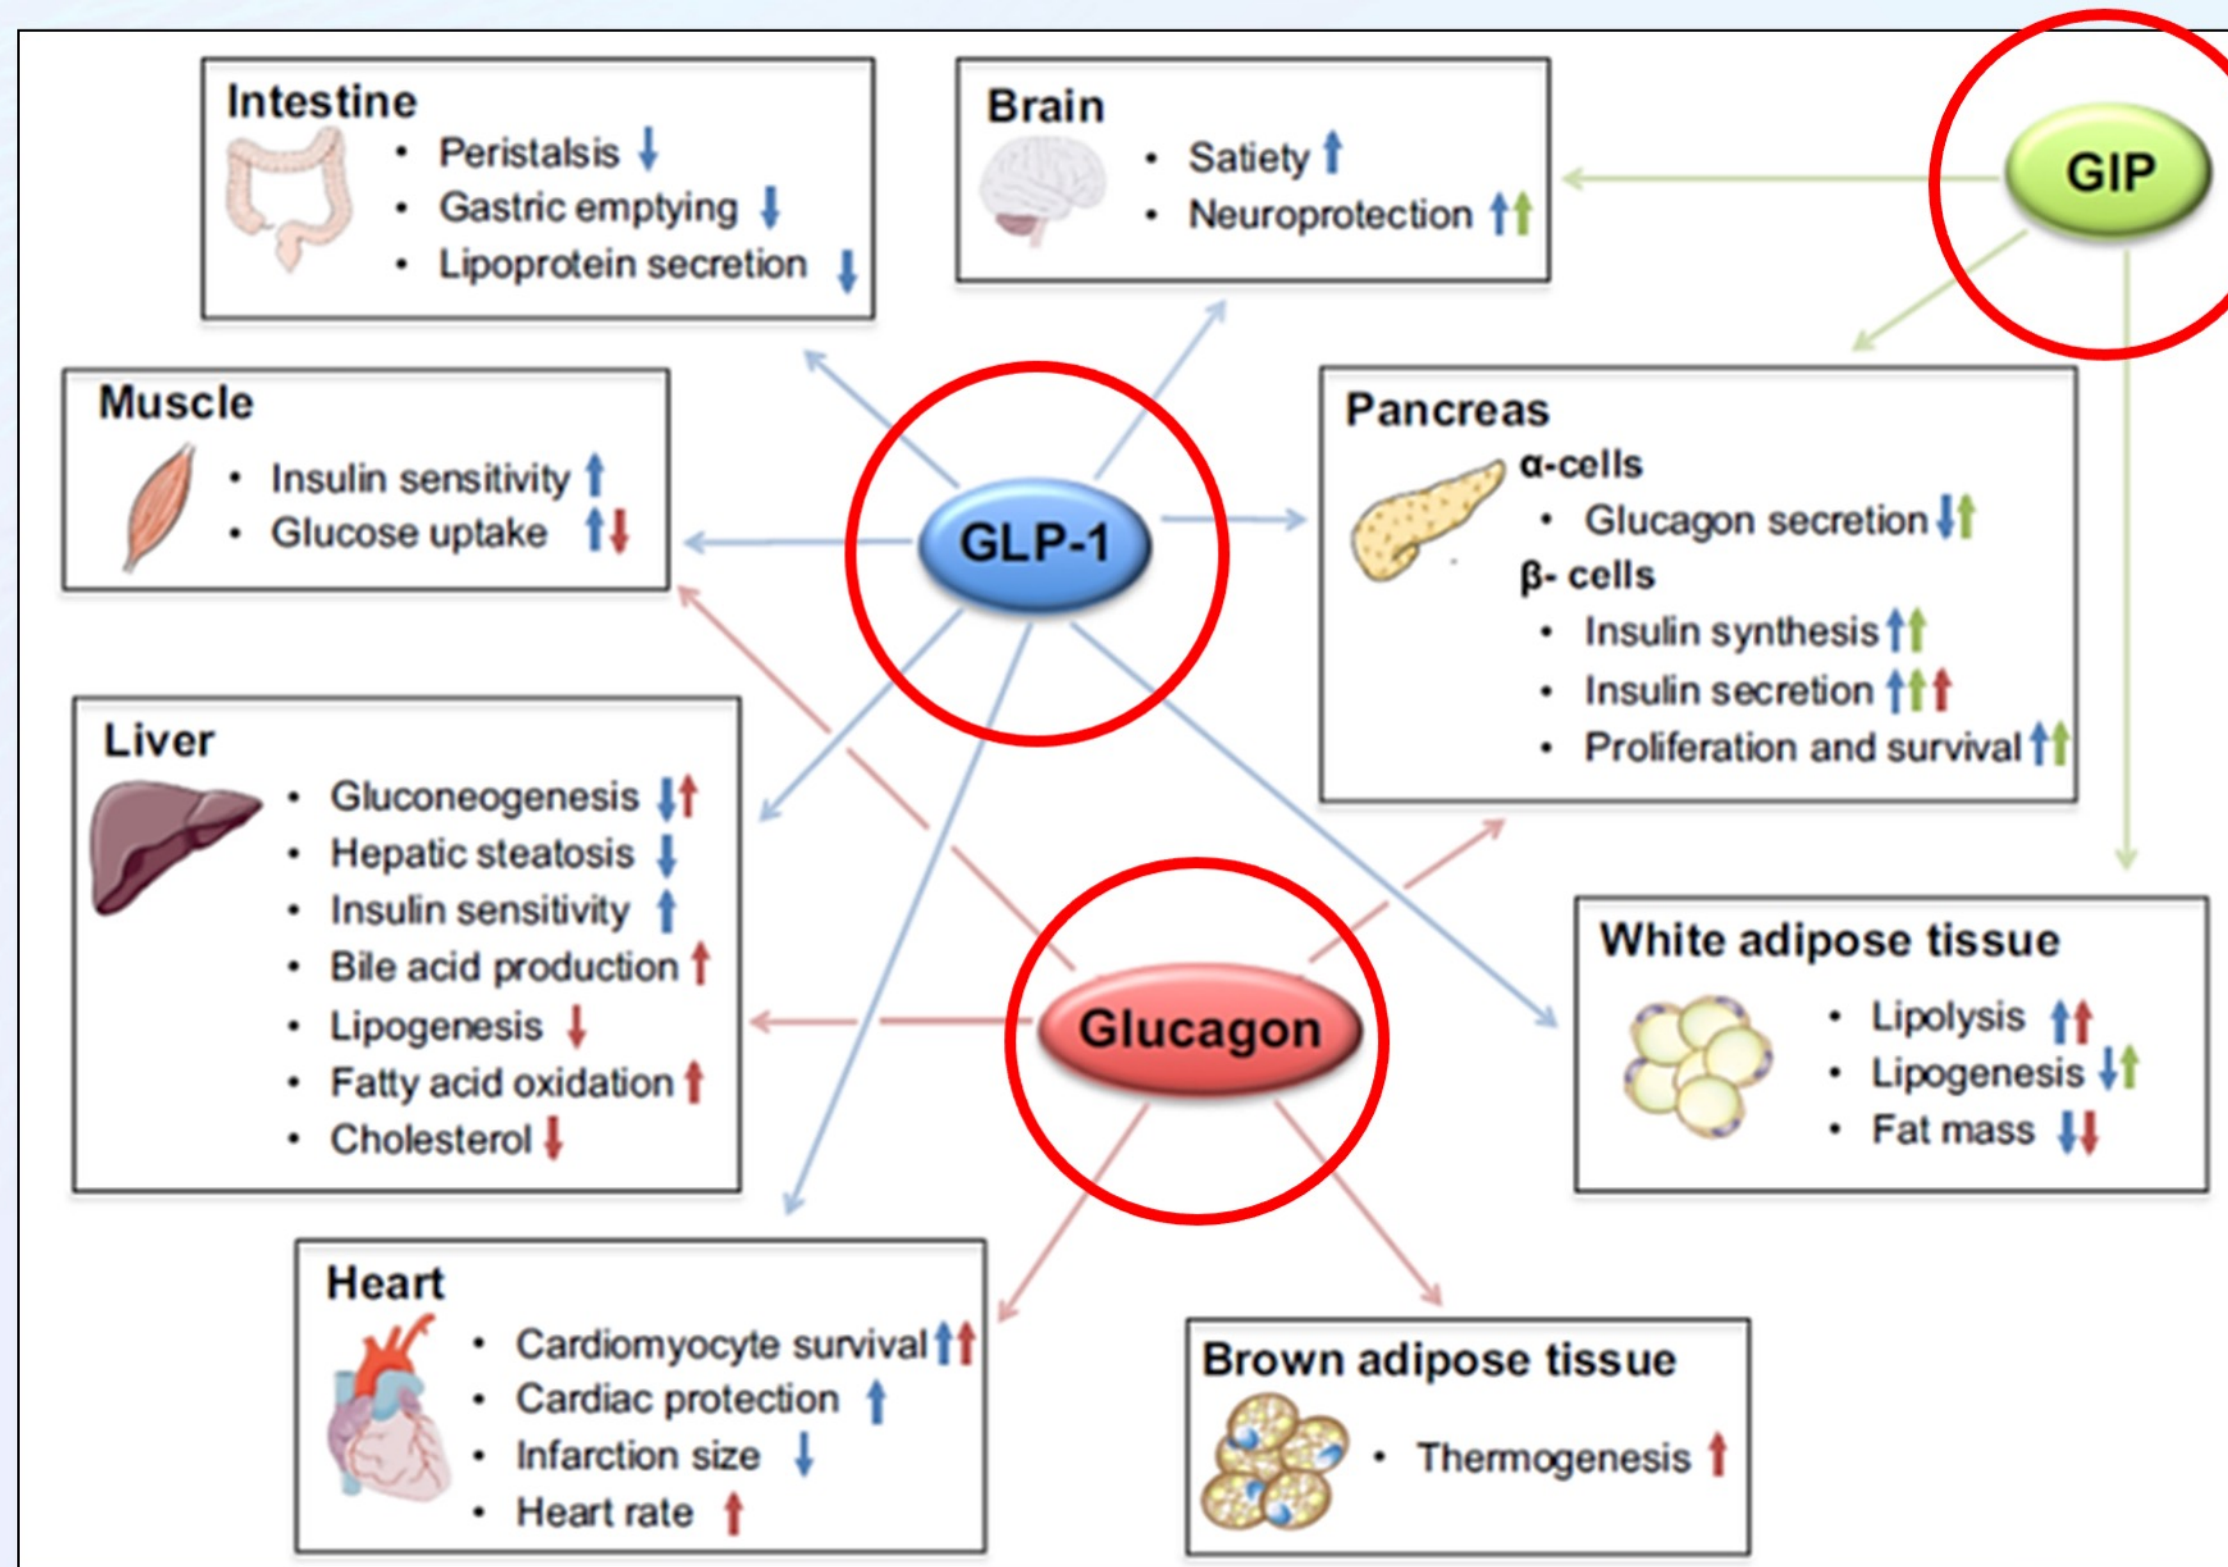 Intestine
• Peristalsis ↓
• Gastric emptying ↓
• Lipoprotein secretion ↓
Brain
• Satiety ↑
• Neuroprotection ↑↑
GIP
Muscle
• Insulin sensitivity ↑
• Glucose uptake ↑↓
GLP-1
Pancreas
α-cells
• Glucagon secretion ↓↑
β- cells
• Insulin synthesis ↑↑
• Insulin secretion ↑↑↑
• Proliferation and survival ↑↑
Liver
• Gluconeogenesis ↓↑
• Hepatic steatosis ↓
• Insulin sensitivity ↑
• Bile acid production ↑
• Lipogenesis ↓
• Fatty acid oxidation ↑
• Cholesterol ↓
Glucagon
White adipose tissue
• Lipolysis ↑↑
• Lipogenesis ↓↑
• Fat mass ↓↓
Heart
• Cardiomyocyte survival ↑↑
• Cardiac protection ↑
• Infarction size ↓
• Heart rate ↑
Brown adipose tissue
• Thermogenesis ↑